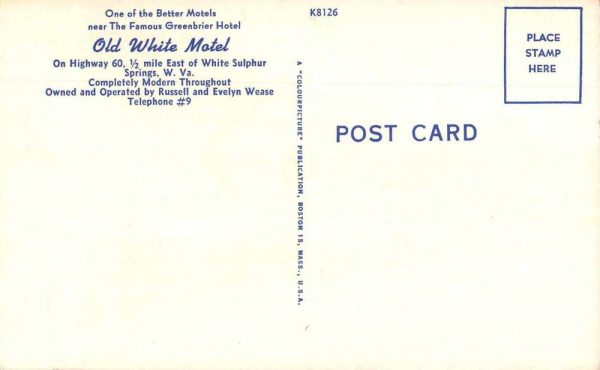 One of the Better Motels
near The Famous Greenbrier Hotel
Old White Motel
On Highway 60, ½ mile East of White Sulphur
Springs, W. Va.
Completely Modern Throughout
Owned and Operated by Russell and Evelyn Wease
Telephone #9
K8126
A "COLOURPICTURE" PUBLICATION, BOSTON 15, MASS., U.S.A.
PLACE
STAMP
HERE
POST CARD